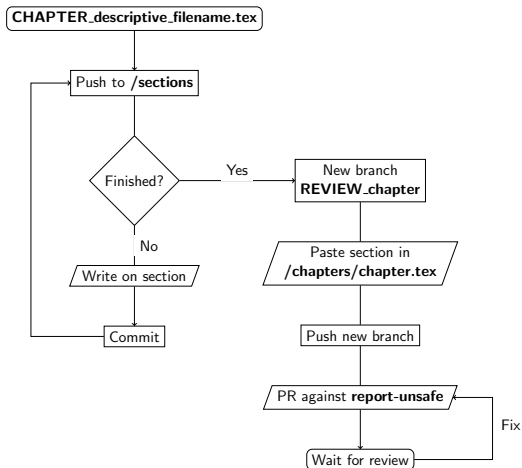 CHAPTER_descriptive_filename.tex
Push to /sections
Finished?
Yes
New branch
REVIEW_chapter
No
Write on section
Commit
Paste section in
/chapters/chapter.tex
Push new branch
PR against report-unsafe
Fix
Wait for review